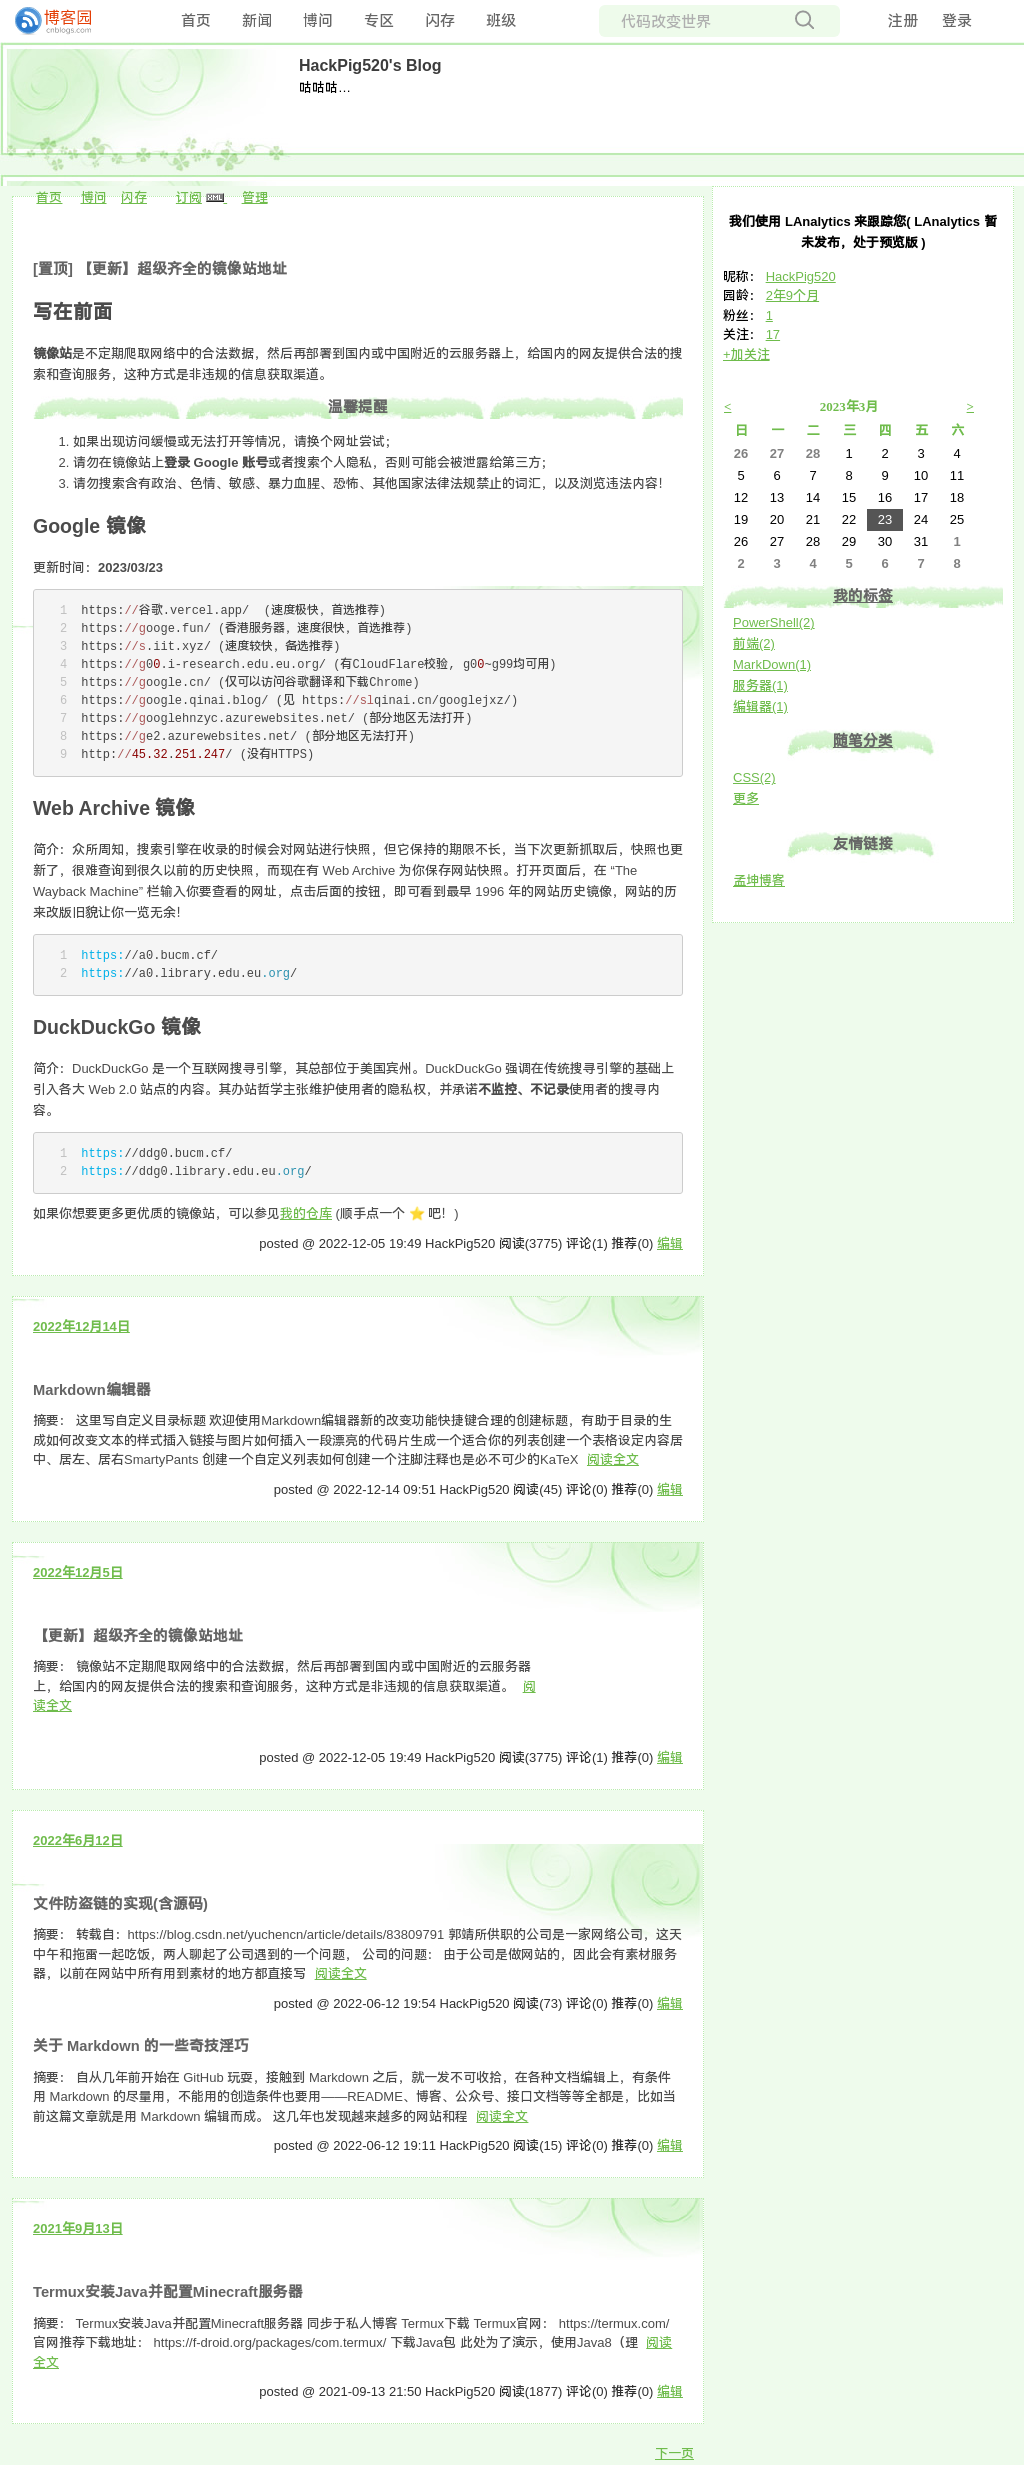 博客园
cnblogs.com
首页 新闻 博问 专区 闪存 班级
代码改变世界
注册 登录
HackPig520's Blog
咕咕咕…
首页 博问 闪存 订阅 XML 管理
[置顶] 【更新】超级齐全的镜像站地址
写在前面
镜像站是不定期爬取网络中的合法数据，然后再部署到国内或中国附近的云服务器上，给国内的网友提供合法的搜
索和查询服务，这种方式是非违规的信息获取渠道。
温馨提醒
1. 如果出现访问缓慢或无法打开等情况，请换个网址尝试；
2. 请勿在镜像站上登录 Google 账号或者搜索个人隐私，否则可能会被泄露给第三方；
3. 请勿搜索含有政治、色情、敏感、暴力血腥、恐怖、其他国家法律法规禁止的词汇，以及浏览违法内容！
Google 镜像
更新时间：2023/03/23
1 https://谷歌.vercel.app/ (速度极快，首选推荐)
2 https://googe.fun/ (香港服务器，速度很快，首选推荐)
3 https://s.iit.xyz/ (速度较快，备选推荐)
4 https://g00.i-research.edu.eu.org/ (有CloudFlare校验, g00~g99均可用)
5 https://google.cn/ (仅可以访问谷歌翻译和下载Chrome)
6 https://google.qinai.blog/ (见 https://slqinai.cn/googlejxz/)
7 https://googlehnzyc.azurewebsites.net/ (部分地区无法打开)
8 https://ge2.azurewebsites.net/ (部分地区无法打开)
9 http://45.32.251.247/ (没有HTTPS)
Web Archive 镜像
简介：众所周知，搜索引擎在收录的时候会对网站进行快照，但它保持的期限不长，当下次更新抓取后，快照也更
新了，很难查询到很久以前的历史快照，而现在有 Web Archive 为你保存网站快照。打开页面后，在 “The
Wayback Machine” 栏输入你要查看的网址，点击后面的按钮，即可看到最早 1996 年的网站历史镜像，网站的历
来改版旧貌让你一览无余！
1 https://a0.bucm.cf/
2 https://a0.library.edu.eu.org/
DuckDuckGo 镜像
简介：DuckDuckGo 是一个互联网搜寻引擎，其总部位于美国宾州。DuckDuckGo 强调在传统搜寻引擎的基础上
引入各大 Web 2.0 站点的内容。其办站哲学主张维护使用者的隐私权，并承诺不监控、不记录使用者的搜寻内
容。
1 https://ddg0.bucm.cf/
2 https://ddg0.library.edu.eu.org/
如果你想要更多更优质的镜像站，可以参见我的仓库 (顺手点一个 ⭐ 吧！)
posted @ 2022-12-05 19:49 HackPig520 阅读(3775) 评论(1) 推荐(0) 编辑
2022年12月14日
Markdown编辑器
摘要： 这里写自定义目录标题 欢迎使用Markdown编辑器新的改变功能快捷键合理的创建标题，有助于目录的生
成如何改变文本的样式插入链接与图片如何插入一段漂亮的代码片生成一个适合你的列表创建一个表格设定内容居
中、居左、居右SmartyPants 创建一个自定义列表如何创建一个注脚注释也是必不可少的KaTeX 阅读全文
posted @ 2022-12-14 09:51 HackPig520 阅读(45) 评论(0) 推荐(0) 编辑
2022年12月5日
【更新】超级齐全的镜像站地址
摘要： 镜像站不定期爬取网络中的合法数据，然后再部署到国内或中国附近的云服务器
上，给国内的网友提供合法的搜索和查询服务，这种方式是非违规的信息获取渠道。 阅
读全文
posted @ 2022-12-05 19:49 HackPig520 阅读(3775) 评论(1) 推荐(0) 编辑
2022年6月12日
文件防盗链的实现(含源码)
摘要： 转载自：https://blog.csdn.net/yuchencn/article/details/83809791 郭靖所供职的公司是一家网络公司，这天
中午和拖雷一起吃饭，两人聊起了公司遇到的一个问题， 公司的问题： 由于公司是做网站的，因此会有素材服务
器，以前在网站中所有用到素材的地方都直接写 阅读全文
posted @ 2022-06-12 19:54 HackPig520 阅读(73) 评论(0) 推荐(0) 编辑
关于 Markdown 的一些奇技淫巧
摘要： 自从几年前开始在 GitHub 玩耍，接触到 Markdown 之后，就一发不可收拾，在各种文档编辑上，有条件
用 Markdown 的尽量用，不能用的创造条件也要用——README、博客、公众号、接口文档等等全都是，比如当
前这篇文章就是用 Markdown 编辑而成。 这几年也发现越来越多的网站和程 阅读全文
posted @ 2022-06-12 19:11 HackPig520 阅读(15) 评论(0) 推荐(0) 编辑
2021年9月13日
Termux安装Java并配置Minecraft服务器
摘要： Termux安装Java并配置Minecraft服务器 同步于私人博客 Termux下载 Termux官网： https://termux.com/
官网推荐下载地址： https://f-droid.org/packages/com.termux/ 下载Java包 此处为了演示，使用Java8（理 阅读
全文
posted @ 2021-09-13 21:50 HackPig520 阅读(1877) 评论(0) 推荐(0) 编辑
下一页
我们使用 LAnalytics 来跟踪您( LAnalytics 暂
未发布，处于预览版 )
昵称： HackPig520
园龄： 2年9个月
粉丝： 1
关注： 17
+加关注
< 2023年3月 >
日 一 二 三 四 五 六
26 27 28 1 2 3 4
5 6 7 8 9 10 11
12 13 14 15 16 17 18
19 20 21 22 23 24 25
26 27 28 29 30 31 1
2 3 4 5 6 7 8
我的标签
PowerShell(2)
前端(2)
MarkDown(1)
服务器(1)
编辑器(1)
随笔分类
CSS(2)
更多
友情链接
孟坤博客